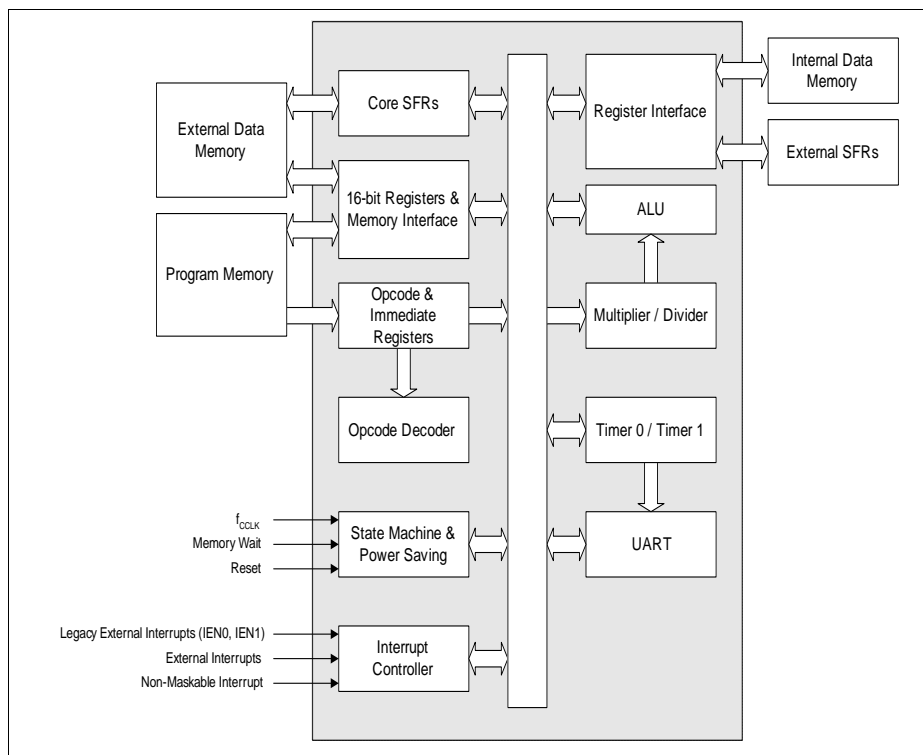 Internal Data
Memory
Core SFRs
External Data
Memory
Register Interface
External SFRs
16-bit Registers &
Memory Interface
ALU
Program Memory
Opcode &
Immediate
Registers
Multiplier / Divider
Opcode Decoder
Timer 0 / Timer 1
fCCLK
Memory Wait
Reset
State Machine &
Power Saving
UART
Legacy External Interrupts (IEN0, IEN1)
External Interrupts
Non-Maskable Interrupt
Interrupt
Controller